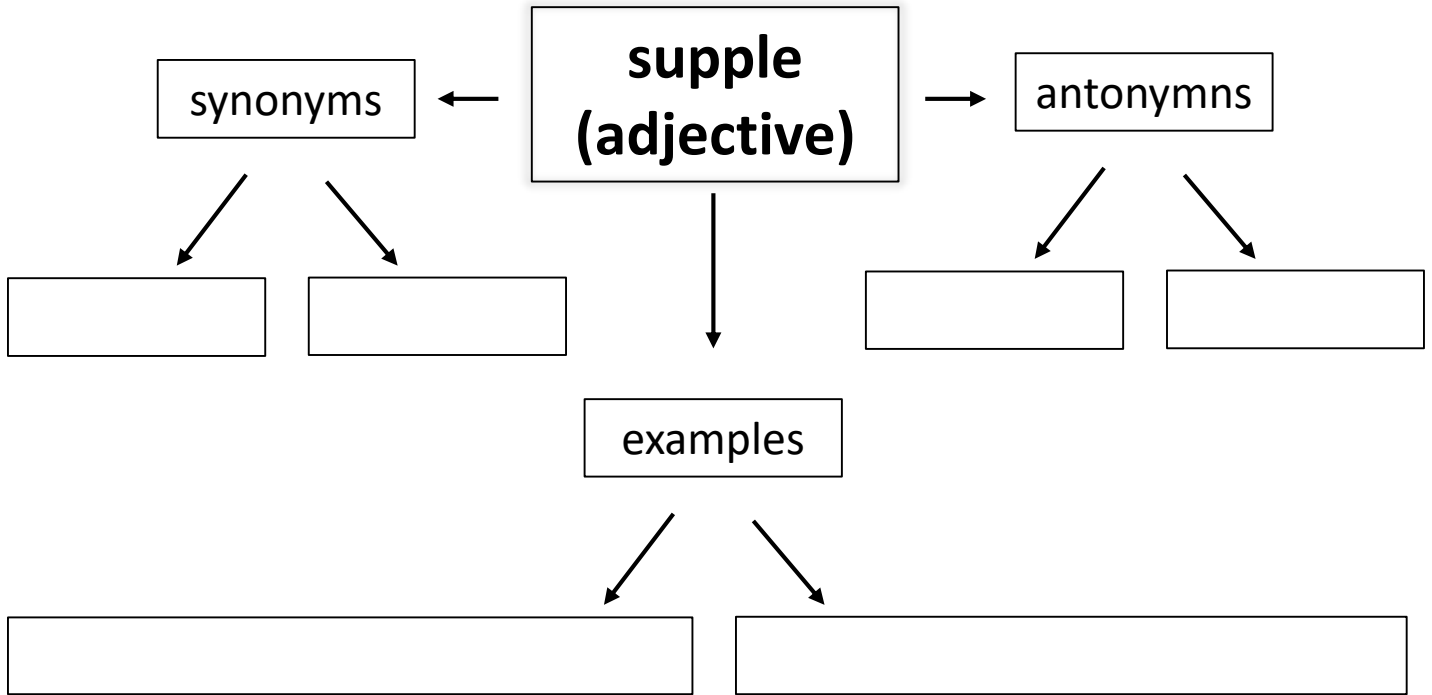 supple
(adjective)
synonyms
antonymns
examples